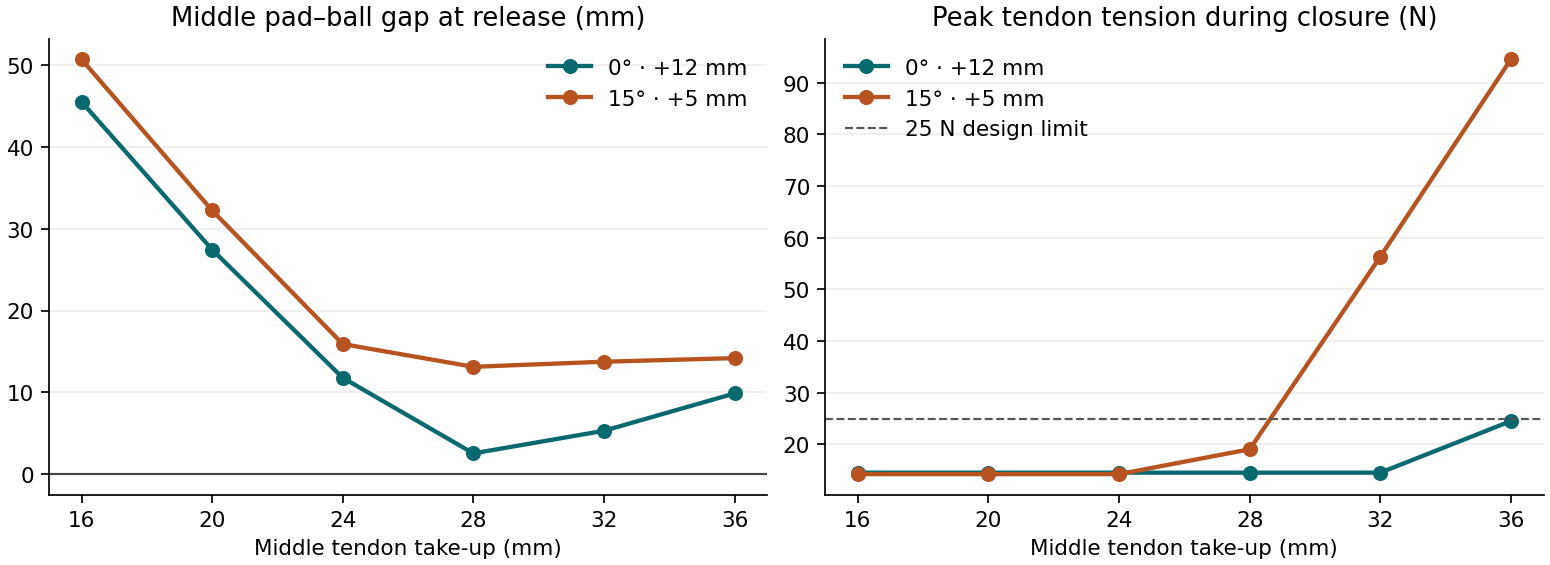 Middle pad–ball gap at release (mm)
0° · +12 mm
15° · +5 mm
50
40
30
20
10
0
16 20 24 28 32 36
Middle tendon take-up (mm)
Peak tendon tension during closure (N)
0° · +12 mm
15° · +5 mm
25 N design limit
90
80
70
60
50
40
30
20
16 20 24 28 32 36
Middle tendon take-up (mm)